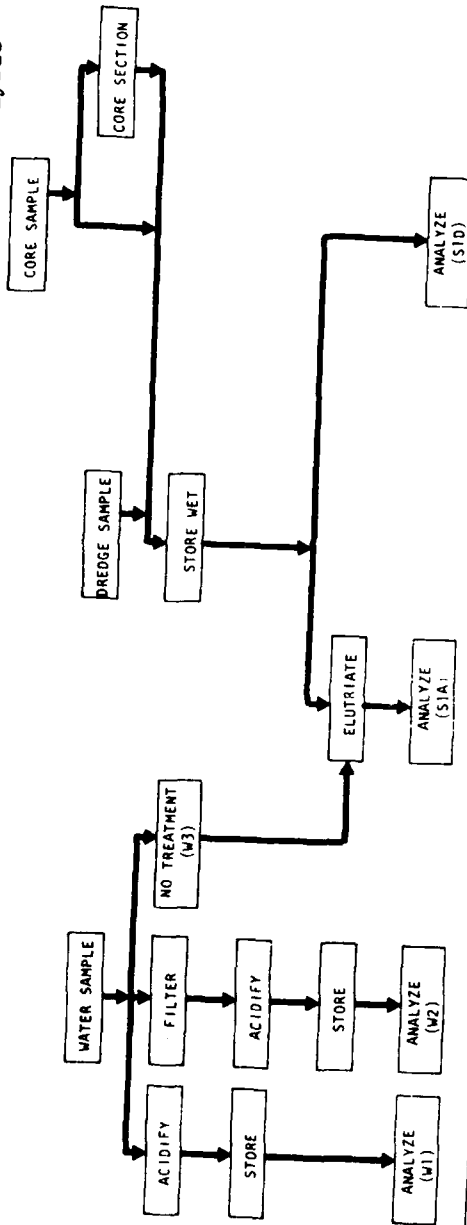 WATER SAMPLE
ACIDIFY
STORE
ANALYZE
(W1)
FILTER
ACIDIFY
STORE
ANALYZE
(W2)
NO TREATMENT
(W3)
DREDGE SAMPLE
CORE SAMPLE
CORE SECTION
STORE WET
ELUTRIATE
ANALYZE
(S1A)
ANALYZE
(S1D)